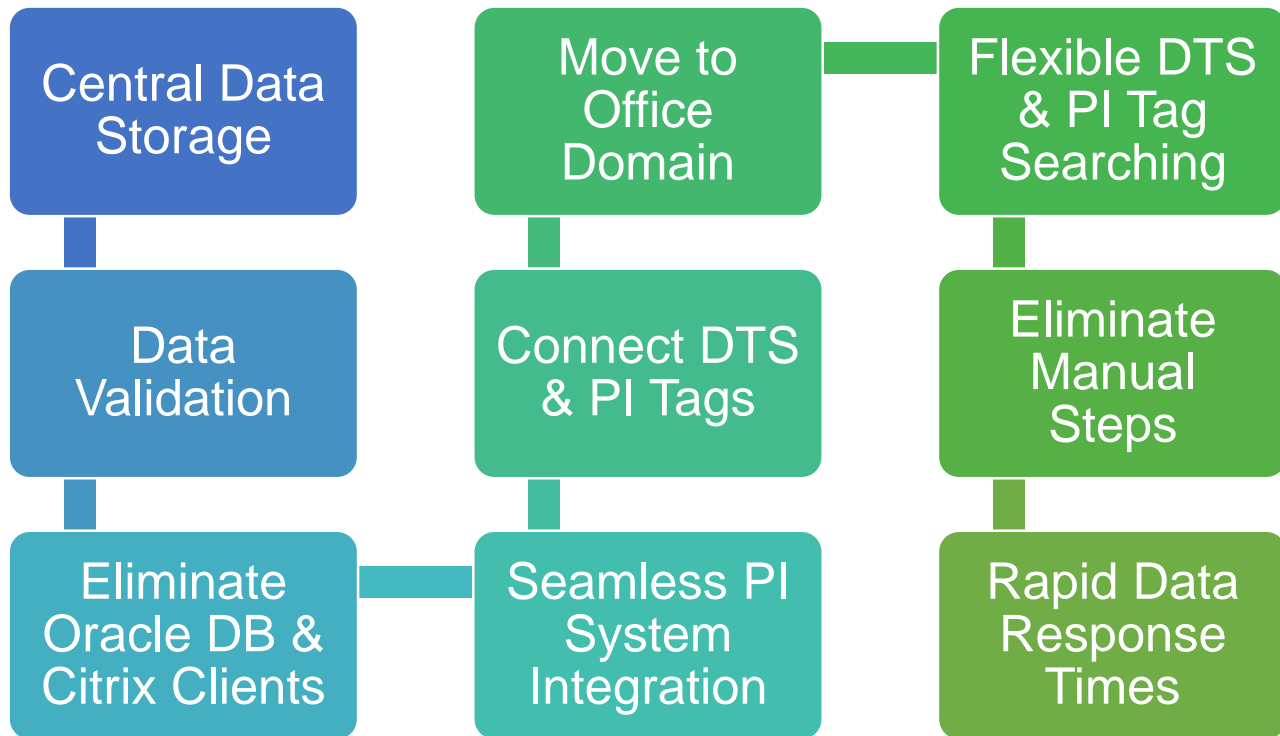 Central Data
Storage
Data
Validation
Eliminate
Oracle DB &
Citrix Clients
Seamless PI
System
Integration
Connect DTS
& PI Tags
Move to
Office
Domain
Flexible DTS
& PI Tag
Searching
Eliminate
Manual
Steps
Rapid Data
Response
Times